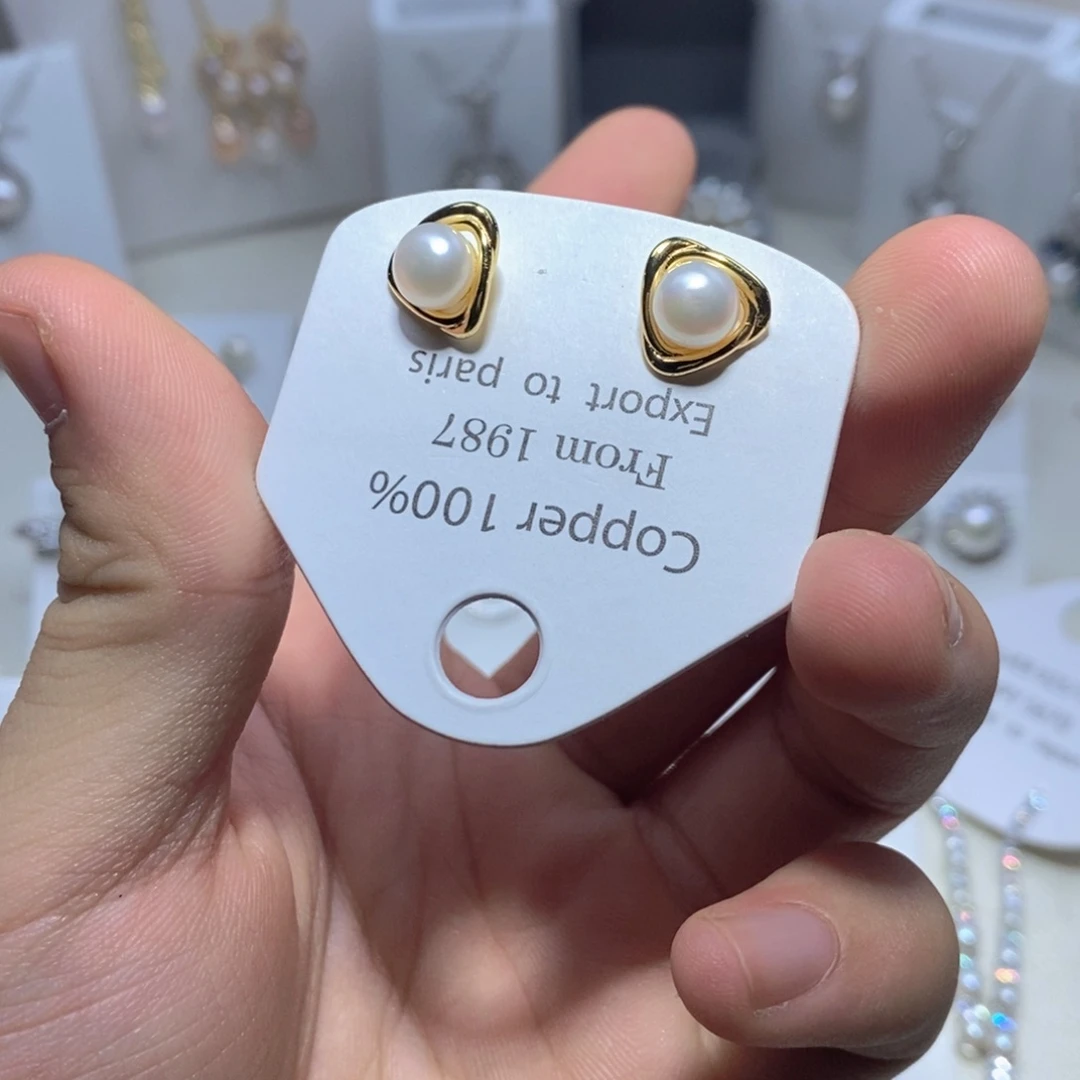 Copper 100%
From 1987
Export to paris